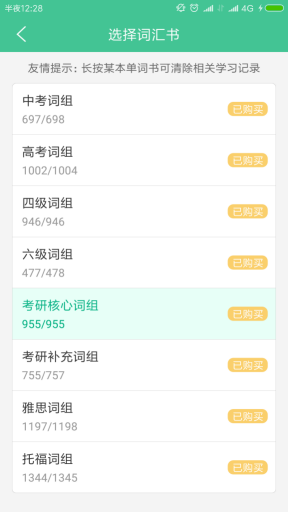 半夜12:28
4G
选择词汇书
友情提示：长按某本单词书可清除相关学习记录
中考词组
697/698
已购买
高考词组
1002/1004
已购买
四级词组
946/946
已购买
六级词组
477/478
已购买
考研核心词组
955/955
已购买
考研补充词组
755/757
已购买
雅思词组
1197/1198
已购买
托福词组
1344/1345
已购买